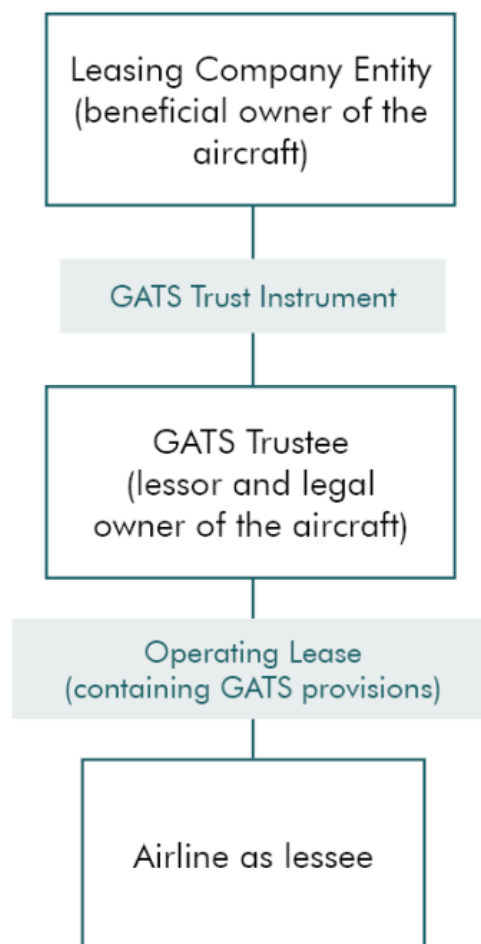 Leasing Company Entity
(beneficial owner of the
aircraft)
GATS Trust Instrument
GATS Trustee
(lessor and legal
owner of the aircraft)
Operating Lease
(containing GATS provisions)
Airline as lessee